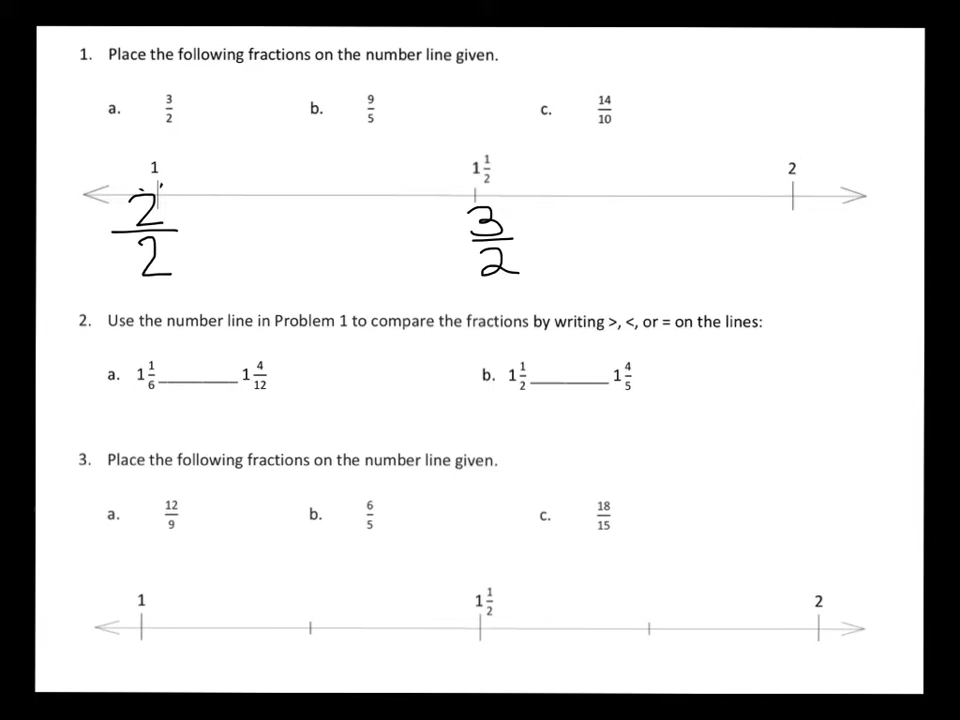 1. Place the following fractions on the number line given.
a. 3/2 b. 9/5 c. 14/10
1 1 1/2 2
2/2 3/2
2. Use the number line in Problem 1 to compare the fractions by writing >, <, or = on the lines:
a. 1 1/6 ________ 1 4/12 b. 1 1/2 ________ 1 4/5
3. Place the following fractions on the number line given.
a. 12/9 b. 6/5 c. 18/15
1 1 1/2 2